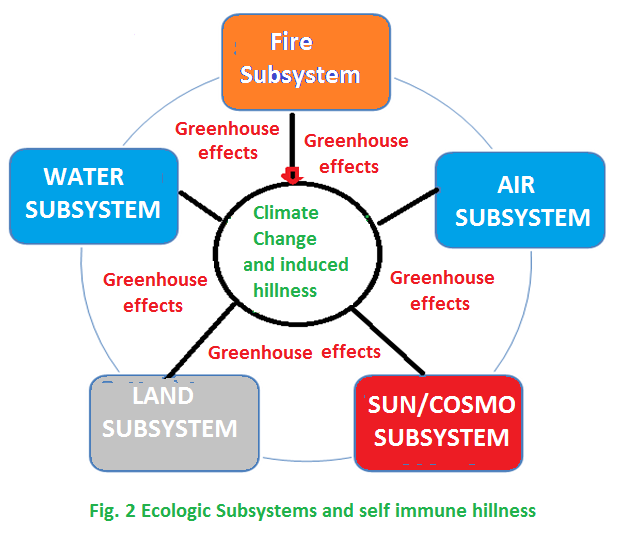 Fire
Subsystem
Greenhouse
effects
Greenhouse
effects
WATER
SUBSYSTEM
AIR
SUBSYSTEM
Climate
Change
and induced
hillness
Greenhouse
effects
Greenhouse
effects
Greenhouse effects
LAND
SUBSYSTEM
SUN/COSMO
SUBSYSTEM
Fig. 2 Ecologic Subsystems and self immune hillness